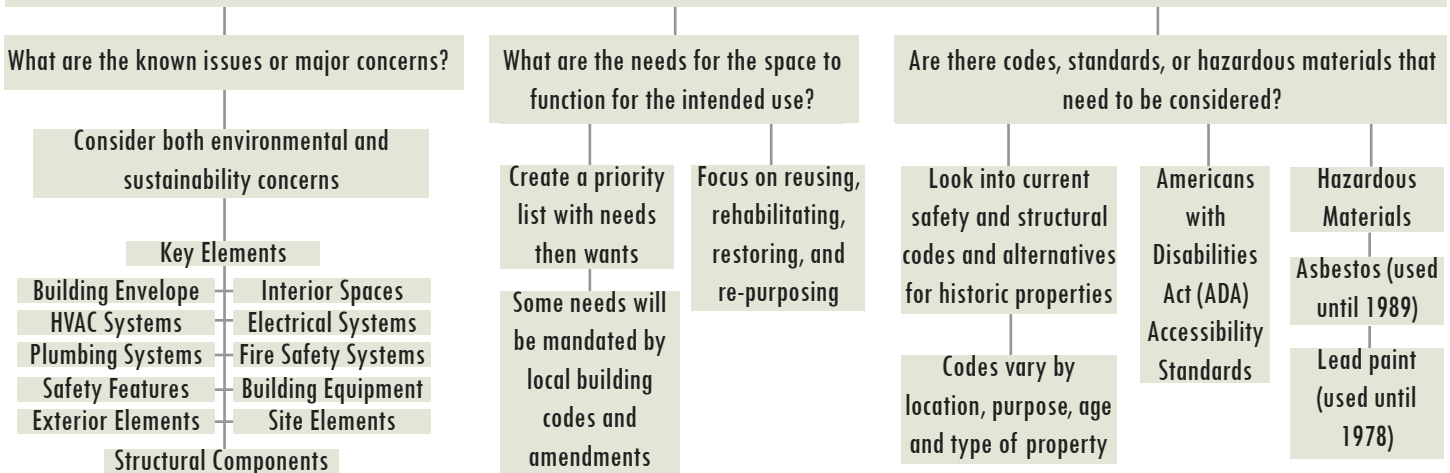 What are the known issues or major concerns?
Consider both environmental and
sustainability concerns
Key Elements
Building Envelope
Interior Spaces
HVAC Systems
Electrical Systems
Plumbing Systems
Fire Safety Systems
Safety Features
Building Equipment
Exterior Elements
Site Elements
Structural Components
What are the needs for the space to
function for the intended use?
Create a priority
list with needs
then wants
Some needs will
be mandated by
local building
codes and
amendments
Focus on reusing,
rehabilitating,
restoring, and
re-purposing
Are there codes, standards, or hazardous materials that
need to be considered?
Look into current
safety and structural
codes and alternatives
for historic properties
Codes vary by
location, purpose, age
and type of property
Americans
with
Disabilities
Act (ADA)
Accessibility
Standards
Hazardous
Materials
Asbestos (used
until 1989)
Lead paint
(used until
1978)